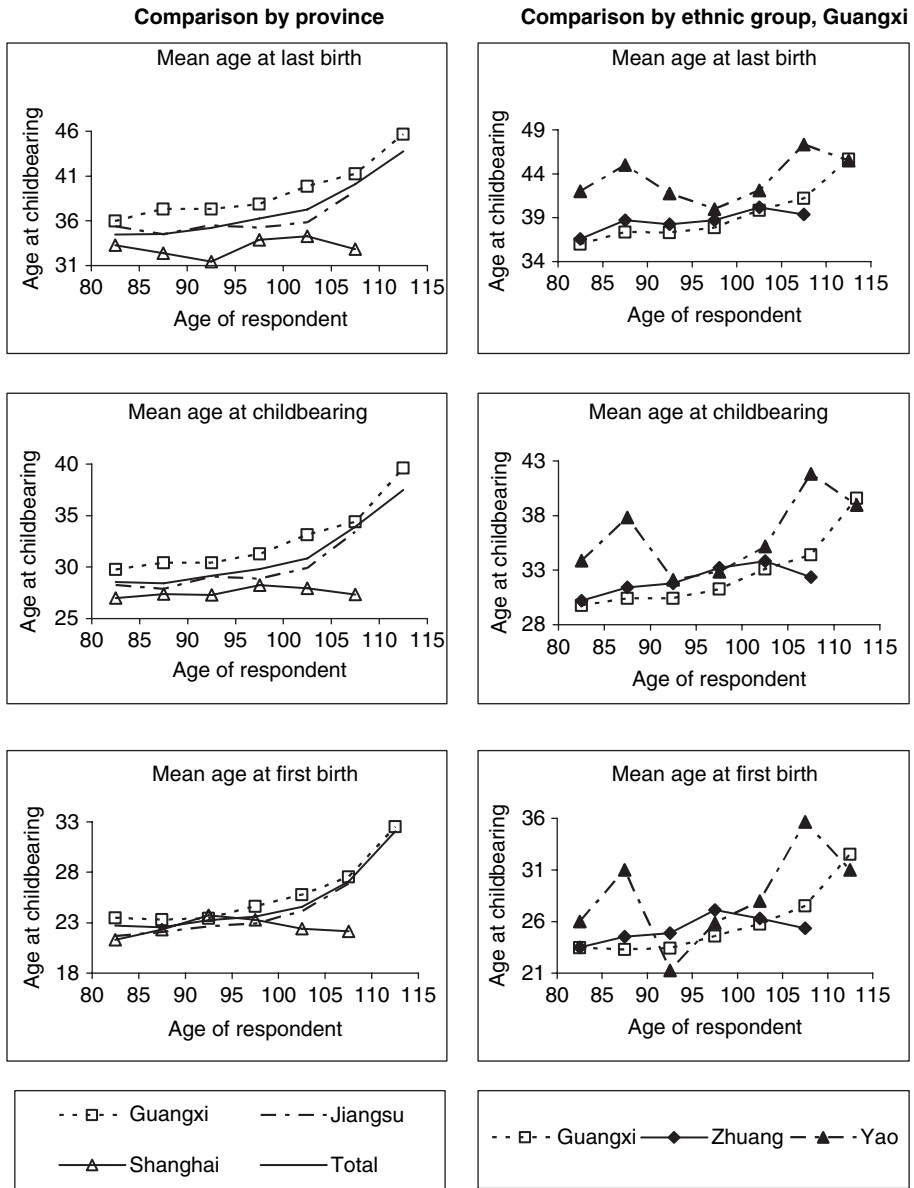 Comparison by province
Mean age at last birth
Age at childbearing
46
41
36
31
80 85 90 95 100 105 110 115
Age of respondent
Mean age at childbearing
Age at childbearing
40
35
30
25
80 85 90 95 100 105 110 115
Age of respondent
Mean age at first birth
Age at childbearing
33
28
23
18
80 85 90 95 100 105 110 115
Age of respondent
Guangxi Jiangsu
Shanghai Total
Comparison by ethnic group, Guangxi
Mean age at last birth
Age at childbearing
49
44
39
34
80 85 90 95 100 105 110 115
Age of respondent
Mean age at childbearing
Age at childbearing
43
38
33
28
80 85 90 95 100 105 110 115
Age of respondent
Mean age at first birth
Age at childbearing
36
31
26
21
80 85 90 95 100 105 110 115
Age of respondent
Guangxi Zhuang Yao